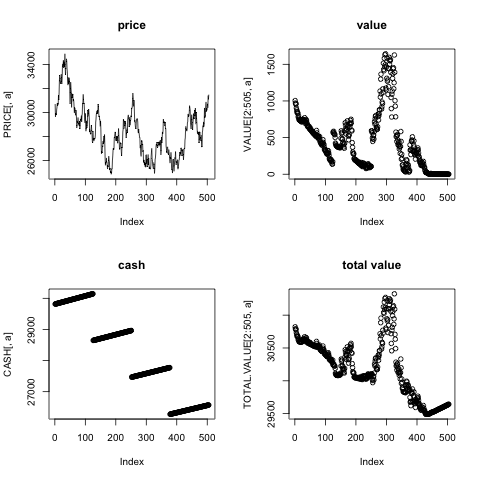 price
PRICE[, a]
34000
30000
26000
0 100 200 300 400 500
Index
value
VALUE[2:505, a]
1500
1000
500
0
0 100 200 300 400 500
Index
cash
CASH[, a]
29000
27000
0 100 200 300 400 500
Index
total value
TOTAL.VALUE[2:505, a]
30500
29500
0 100 200 300 400 500
Index